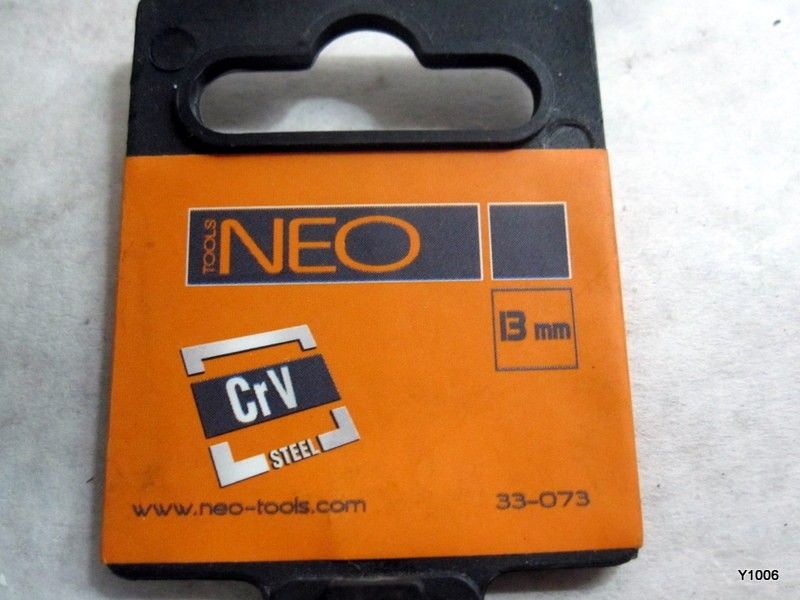 TOOLS NEO
13 mm
CrV
STEEL
www.neo-tools.com
33-073
Y1006